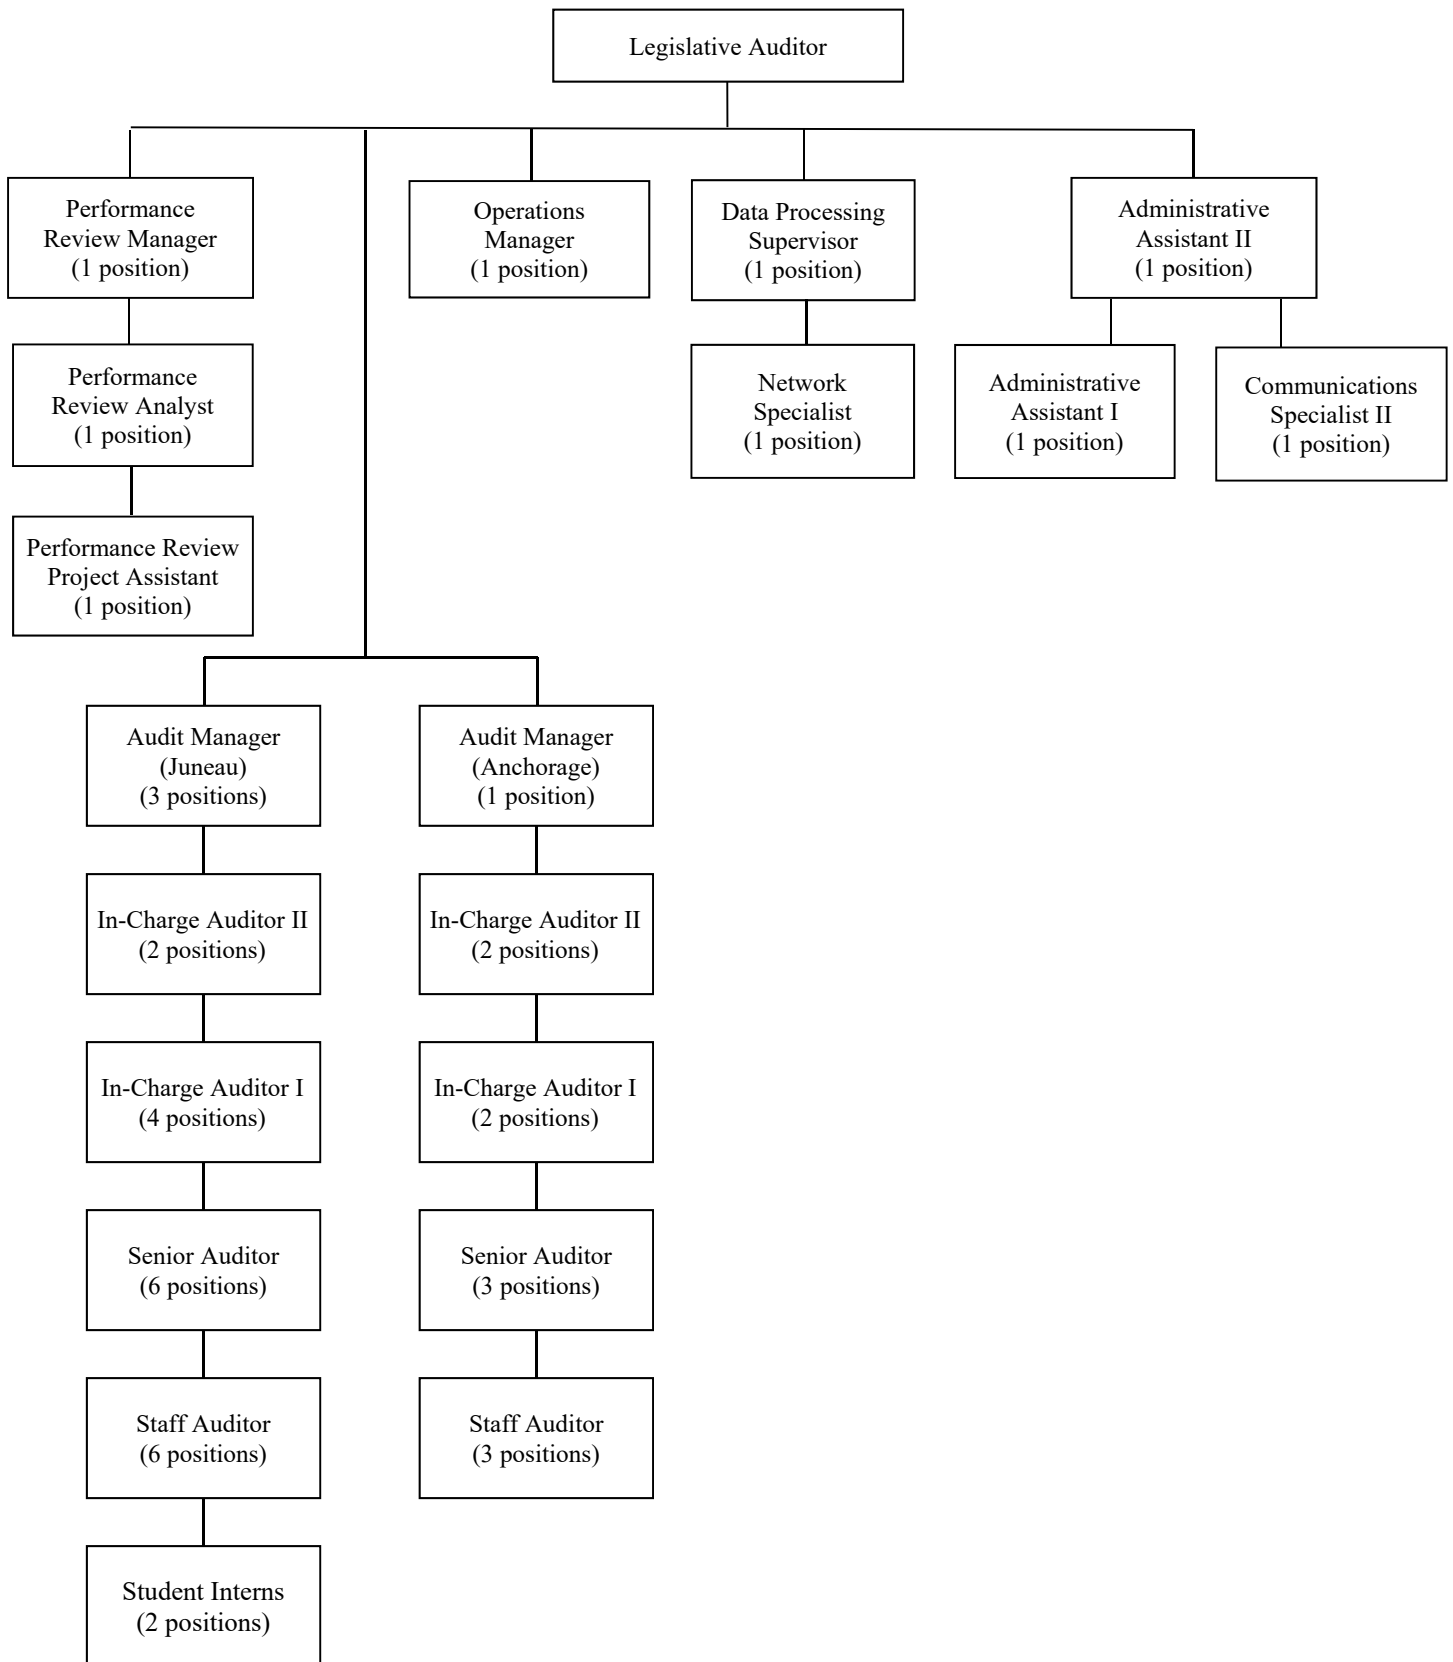 Legislative Auditor
Performance
Review Manager
(1 position)
Operations
Manager
(1 position)
Data Processing
Supervisor
(1 position)
Administrative
Assistant II
(1 position)
Performance
Review Analyst
(1 position)
Network
Specialist
(1 position)
Administrative
Assistant I
(1 position)
Communications
Specialist II
(1 position)
Performance Review
Project Assistant
(1 position)
Audit Manager
(Juneau)
(3 positions)
Audit Manager
(Anchorage)
(1 position)
In-Charge Auditor II
(2 positions)
In-Charge Auditor II
(2 positions)
In-Charge Auditor I
(4 positions)
In-Charge Auditor I
(2 positions)
Senior Auditor
(6 positions)
Senior Auditor
(3 positions)
Staff Auditor
(6 positions)
Staff Auditor
(3 positions)
Student Interns
(2 positions)